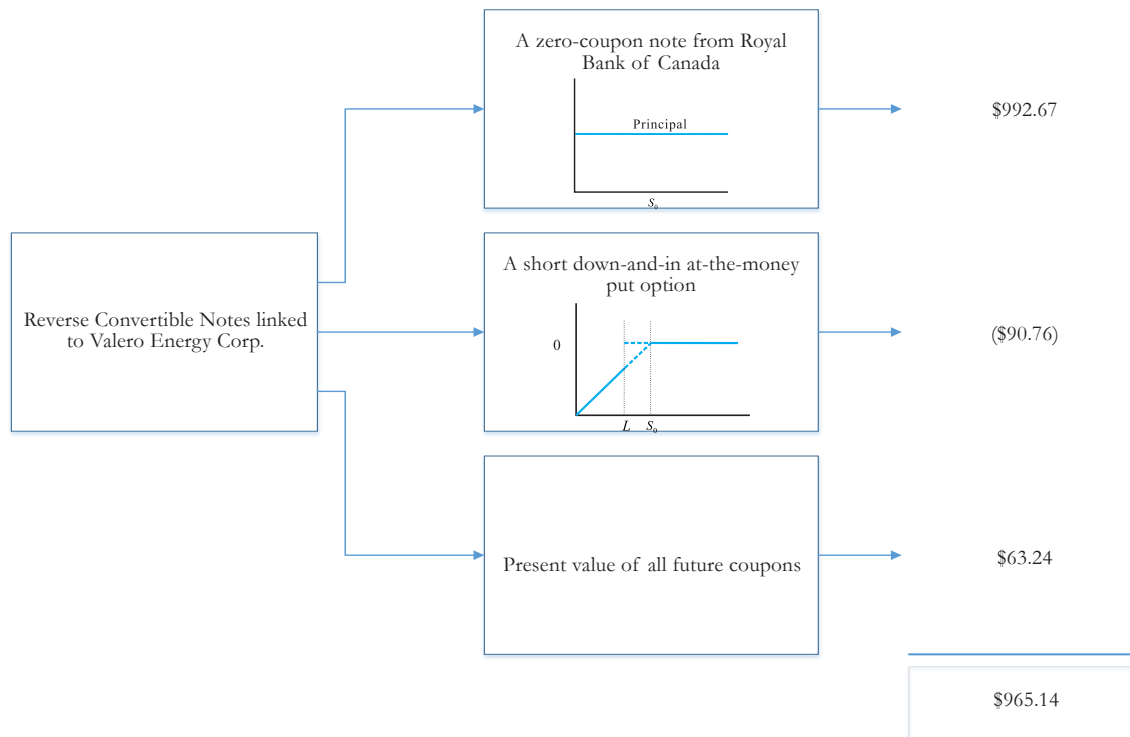 A zero-coupon note from Royal
Bank of Canada
Principal
S₀
$992.67
Reverse Convertible Notes linked
to Valero Energy Corp.
A short down-and-in at-the-money
put option
0
L S₀
($90.76)
Present value of all future coupons
$63.24
$965.14